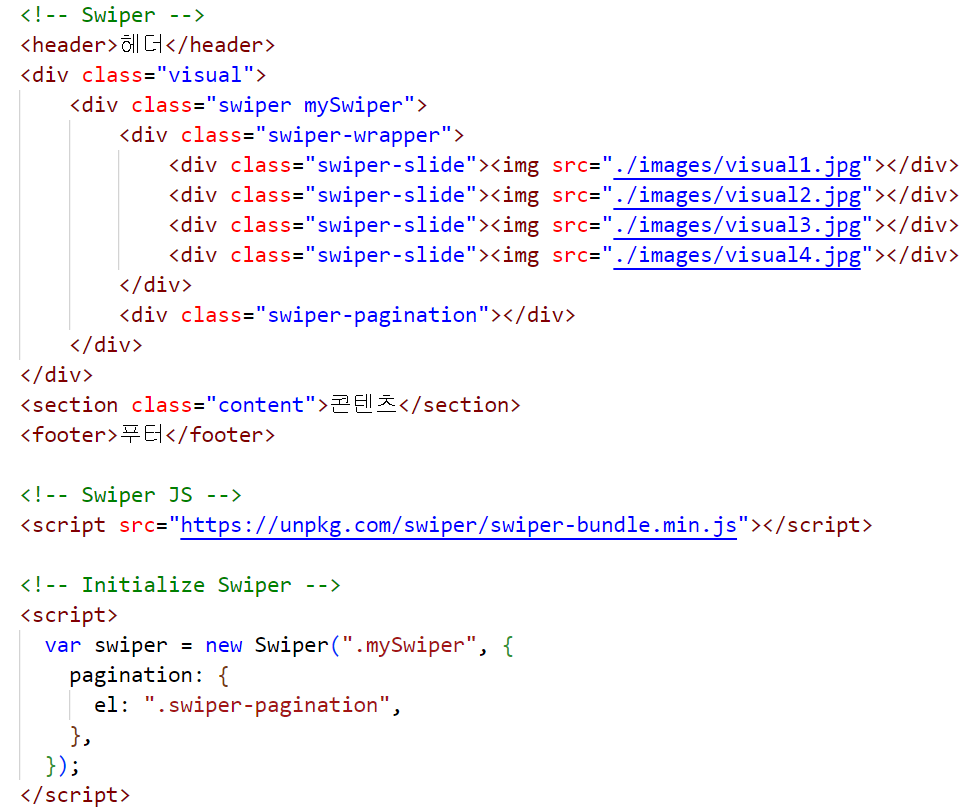 <!-- Swiper -->
<header>헤더</header>
<div class="visual">
<div class="swiper mySwiper">
<div class="swiper-wrapper">
<div class="swiper-slide"><img src="./images/visual1.jpg"></div>
<div class="swiper-slide"><img src="./images/visual2.jpg"></div>
<div class="swiper-slide"><img src="./images/visual3.jpg"></div>
<div class="swiper-slide"><img src="./images/visual4.jpg"></div>
</div>
<div class="swiper-pagination"></div>
</div>
</div>
<section class="content">콘텐츠</section>
<footer>푸터</footer>
<!-- Swiper JS -->
<script src="https://unpkg.com/swiper/swiper-bundle.min.js"></script>
<!-- Initialize Swiper -->
<script>
var swiper = new Swiper(".mySwiper", {
pagination: {
el: ".swiper-pagination",
},
});
</script>